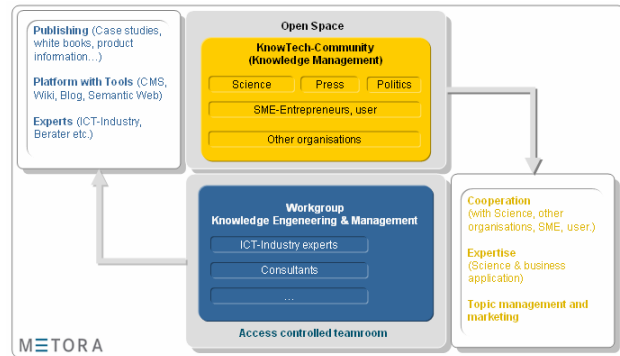 Publishing (Case studies,
white books, product
information...)
Platform with Tools (CMS,
Wiki, Blog, Semantic Web)
Experts (ICT-Industry,
Berater etc.)
Open Space
KnowTech-Community
(Knowledge Management)
Science
Press
Politics
SME-Entrepreneurs, user
Other organisations
Workgroup
Knowledge Engeneering & Management
ICT-Industry experts
Consultants
...
Access controlled teamroom
Cooperation
(with Science, other
organisations, SME, user.)
Expertise
(Science & business
application)
Topic management and
marketing
METORA